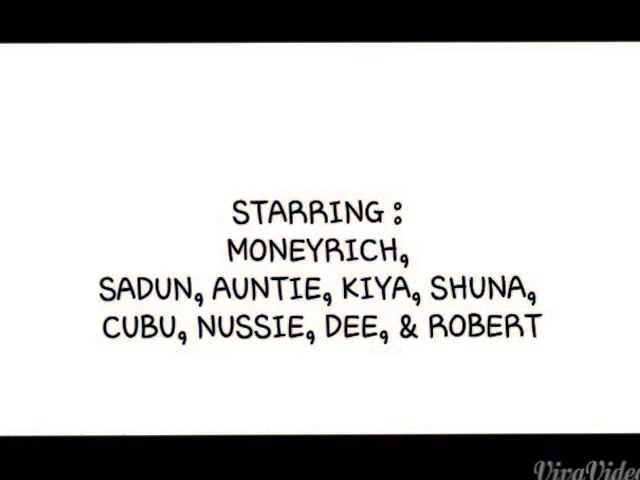 STARRING :
MONEYRICH,
SADUN, AUNTIE, KIYA, SHUNA,
CUBU, NUSSIE, DEE, & ROBERT
VivaVideo